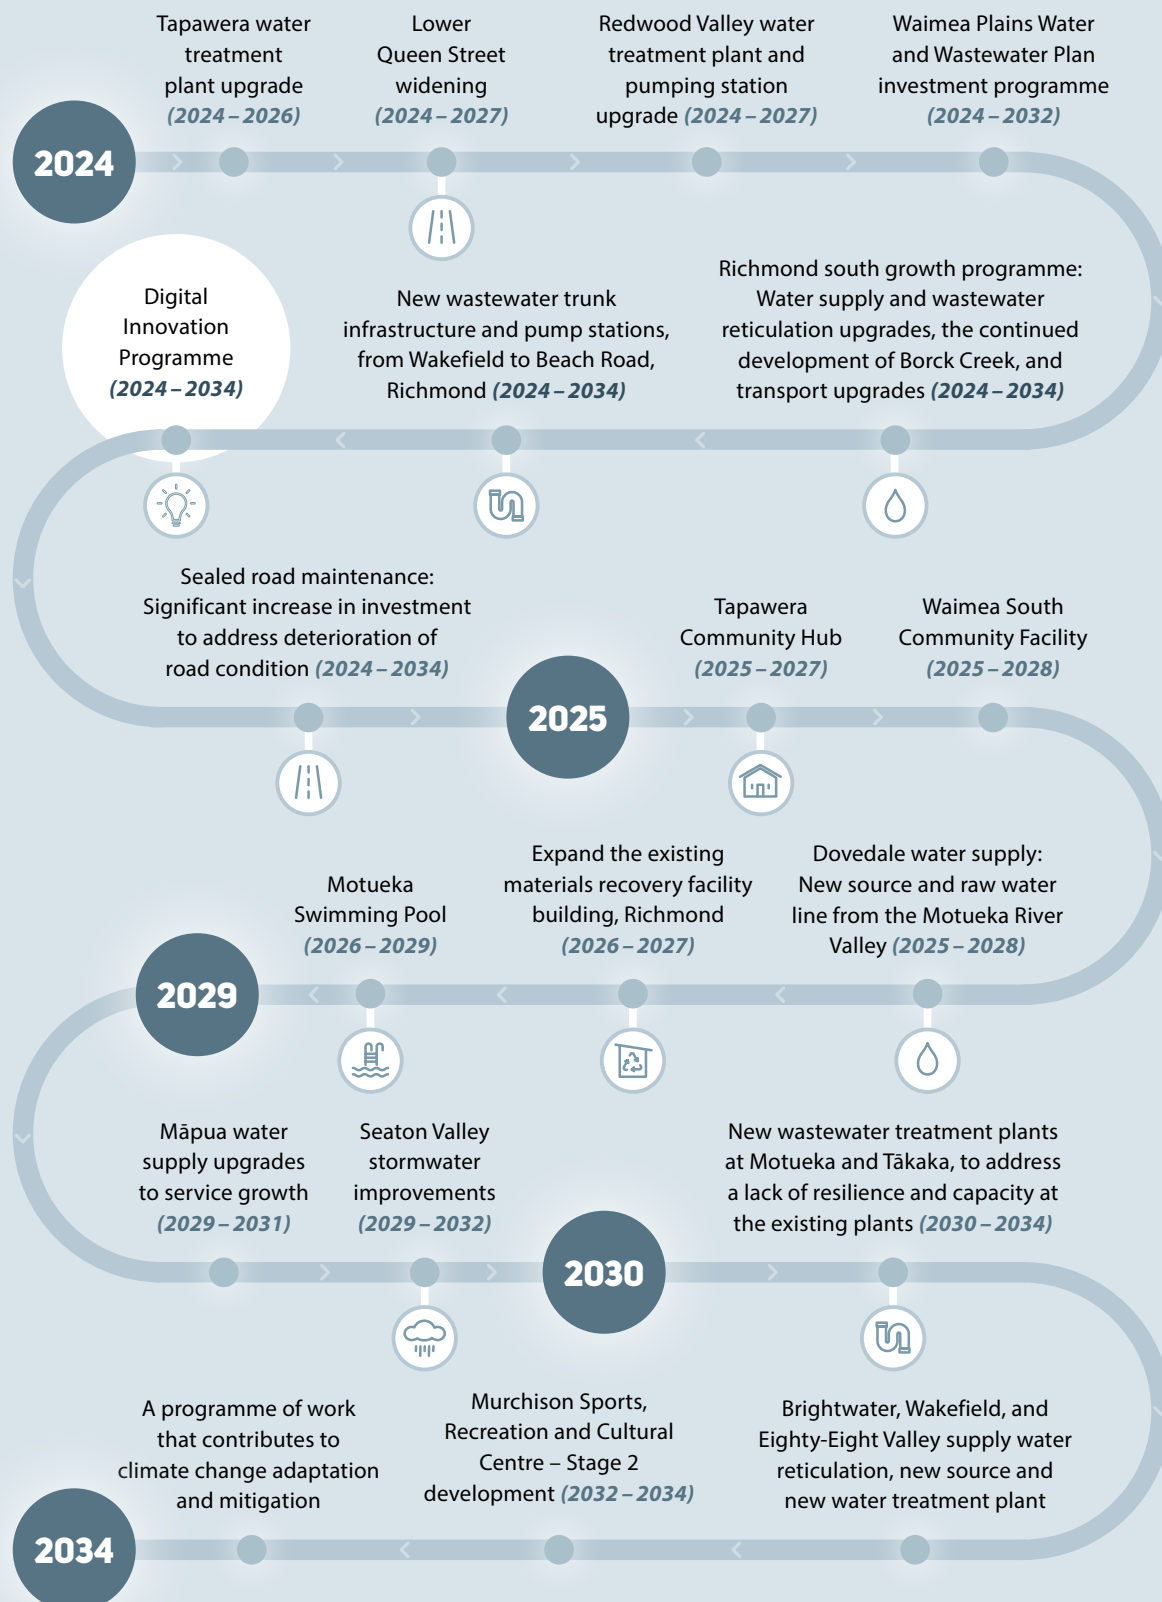 2024
Tapawera water
treatment
plant upgrade
(2024 – 2026)
Lower
Queen Street
widening
(2024 – 2027)
Redwood Valley water
treatment plant and
pumping station
upgrade (2024 – 2027)
Waimea Plains Water
and Wastewater Plan
investment programme
(2024 – 2032)
Richmond south growth programme:
Water supply and wastewater
reticulation upgrades, the continued
development of Borck Creek, and
transport upgrades (2024 – 2034)
New wastewater trunk
infrastructure and pump stations,
from Wakefield to Beach Road,
Richmond (2024 – 2034)
Digital
Innovation
Programme
(2024 – 2034)
Sealed road maintenance:
Significant increase in investment
to address deterioration of
road condition (2024 – 2034)
2025
Tapawera
Community Hub
(2025 – 2027)
Waimea South
Community Facility
(2025 – 2028)
Dovedale water supply:
New source and raw water
line from the Motueka River
Valley (2025 – 2028)
Expand the existing
materials recovery facility
building, Richmond
(2026 – 2027)
Motueka
Swimming Pool
(2026 – 2029)
2029
Māpua water
supply upgrades
to service growth
(2029 – 2031)
Seaton Valley
stormwater
improvements
(2029 – 2032)
2030
New wastewater treatment plants
at Motueka and Tākaka, to address
a lack of resilience and capacity at
the existing plants (2030 – 2034)
Brightwater, Wakefield, and
Eighty-Eight Valley supply water
reticulation, new source and
new water treatment plant
Murchison Sports,
Recreation and Cultural
Centre – Stage 2
development (2032 – 2034)
A programme of work
that contributes to
climate change adaptation
and mitigation
2034